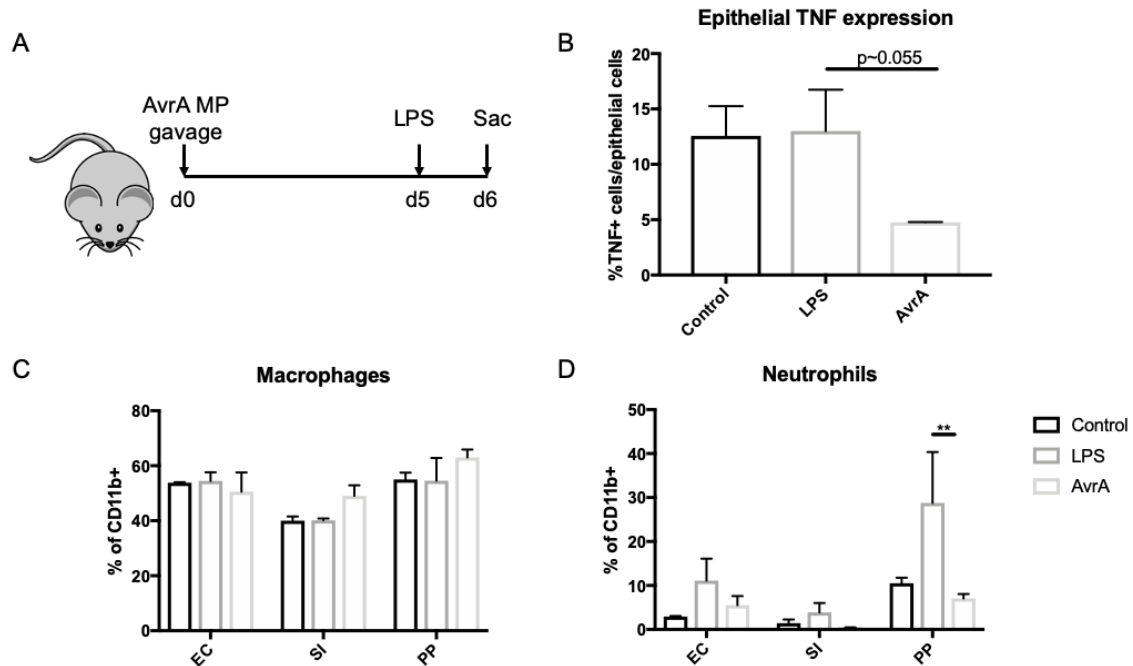 A
AvrA MP
gavage
LPS
Sac
d0
d5
d6
B
Epithelial TNF expression
%TNF+ cells/epithelial cells
20
15
10
5
0
p~0.055
Control
LPS
AvrA
C
Macrophages
% of CD11b+
80
60
40
20
0
EC
SI
PP
D
Neutrophils
% of CD11b+
50
40
30
20
10
0
**
EC
SI
PP
Control
LPS
AvrA